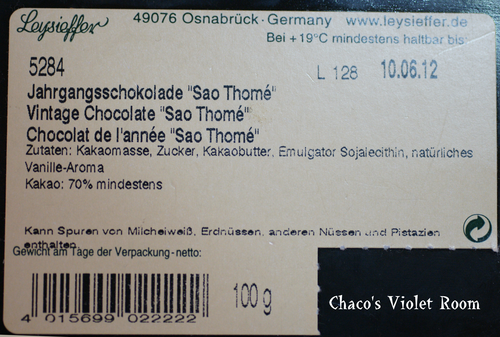 Leysieffer 49076 Osnabrück · Germany www.leysieffer.de
Bei + 19°C mindestens haltbar bis:
5284 L 128 10.06.12
Jahrgangsschokolade "Sao Thomé"
Vintage Chocolate "Sao Thomé"
Chocolat de l'année "Sao Thomé"
Zutaten: Kakaomasse, Zucker, Kakaobutter, Emulgator Sojalecithin, natürliches
Vanille-Aroma
Kakao: 70% mindestens
Kann Spuren von Milcheiweiß, Erdnüssen, anderen Nüssen und Pistazien
enthalten
Gewicht am Tage der Verpackung - netto:
100 g
4 015699 022222
Chaco's Violet Room